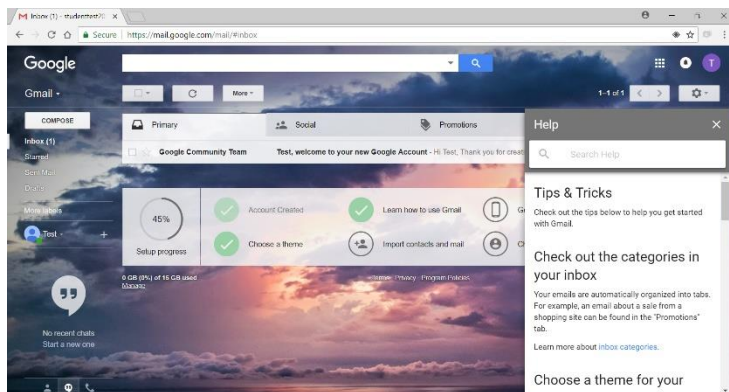 Inbox (1) - studenttest20
Secure https://mail.google.com/mail/#inbox
Google
T
Gmail
More
1–1 of 1
COMPOSE
Primary
Social
Promotions
Help
Inbox (1)
Google Community Team Test, welcome to your new Google Account - Hi Test, Thank you for creat
Search Help
Starred
Sent Mail
Drafts
More labels
Test
45%
Setup progress
Account Created
Learn how to use Gmail
Choose a theme
Import contacts and mail
Tips & Tricks
Check out the tips below to help you get started
with Gmail.
Check out the categories in
your inbox
0 GB (0%) of 15 GB used
Manage
Terms - Privacy - Program Policies
Your emails are automatically organized into tabs.
For example, an email about a sale from a
shopping site can be found in the "Promotions"
tab.
No recent chats
Start a new one
Learn more about inbox categories.
Choose a theme for your